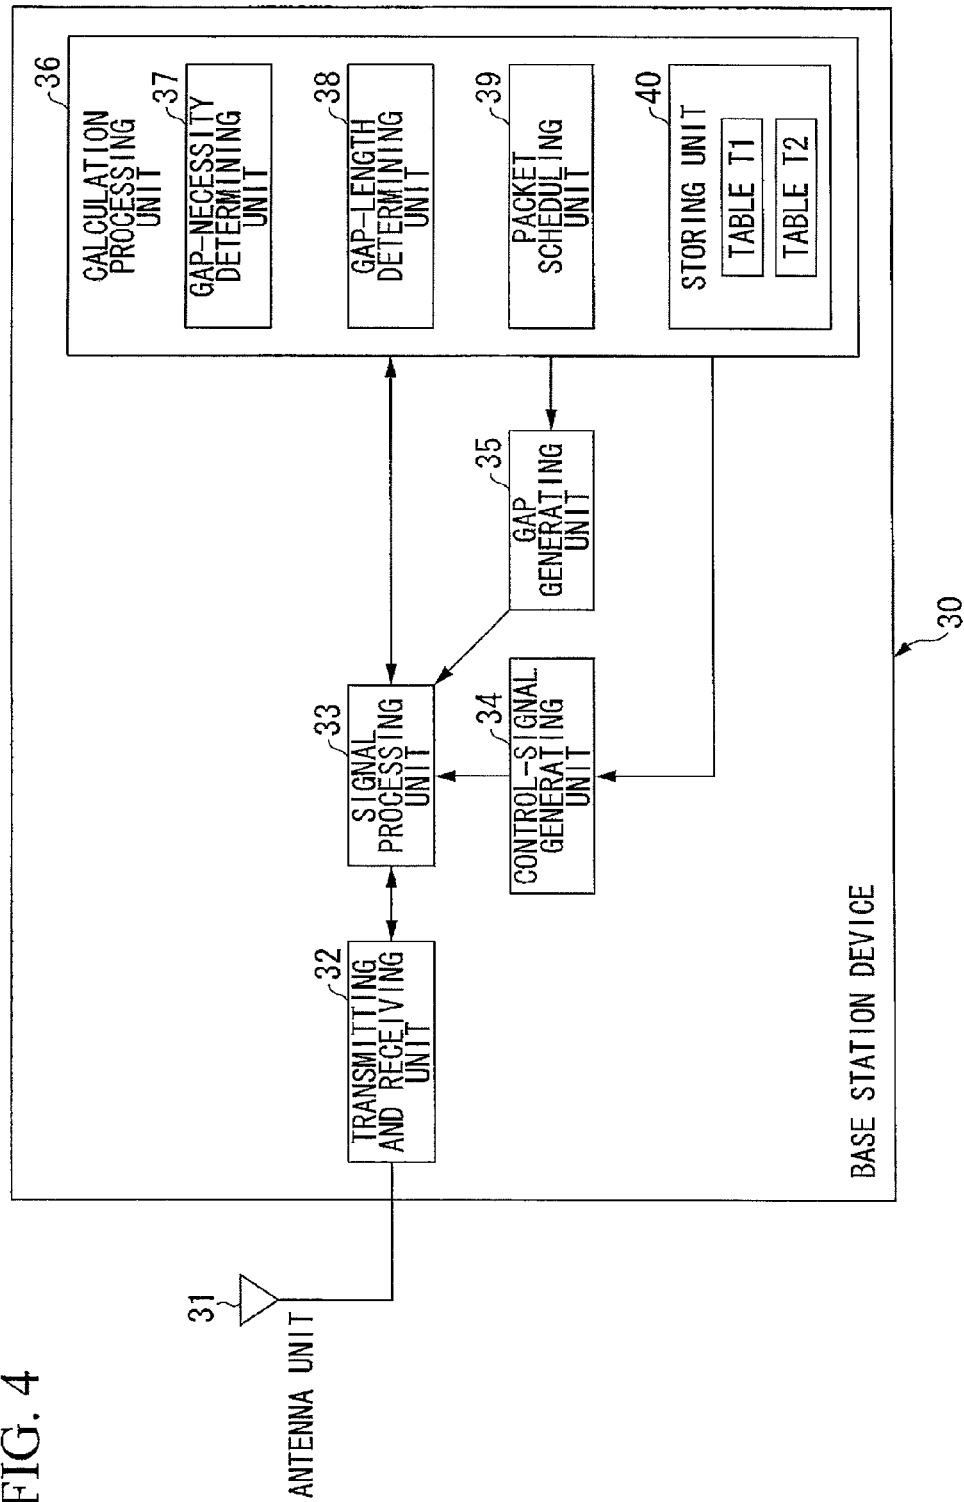 FIG. 4
31
ANTENNA UNIT
32
TRANSMITTING
AND RECEIVING
UNIT
33
SIGNAL
PROCESSING
UNIT
34
CONTROL-SIGNAL
GENERATING
UNIT
35
GAP
GENERATING
UNIT
36
CALCULATION
PROCESSING
UNIT
37
GAP-NECESSITY
DETERMINING
UNIT
38
GAP-LENGTH
DETERMINING
UNIT
39
PACKET
SCHEDULING
UNIT
40
STORING UNIT
TABLE T1
TABLE T2
BASE STATION DEVICE
30